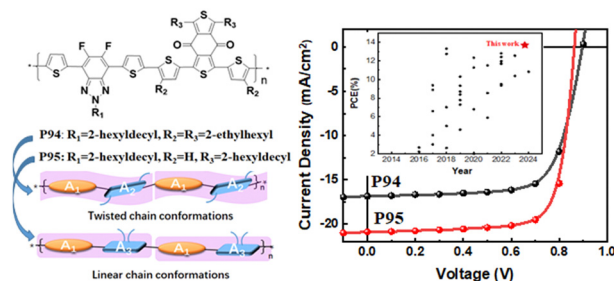 R3
R3
S
F
F
O
O
S
S
S
S
S
n
N
N
N
R1
R2
R2
P94: R1=2-hexyldecyl, R2=R3=2-ethylhexyl
P95: R1=2-hexyldecyl, R2=H, R3=2-hexyldecyl
A1
A2
A1
A2
n
Twisted chain conformations
A1
A3
A1
A3
n
Linear chain conformations
Current Density (mA/cm²)
0
-5
-10
-15
-20
This work
PCE(%)
14
12
10
8
6
4
2
2014 2016 2018 2020 2022 2024 2026
Year
P94
P95
0.0 0.2 0.4 0.6 0.8 1.0
Voltage (V)